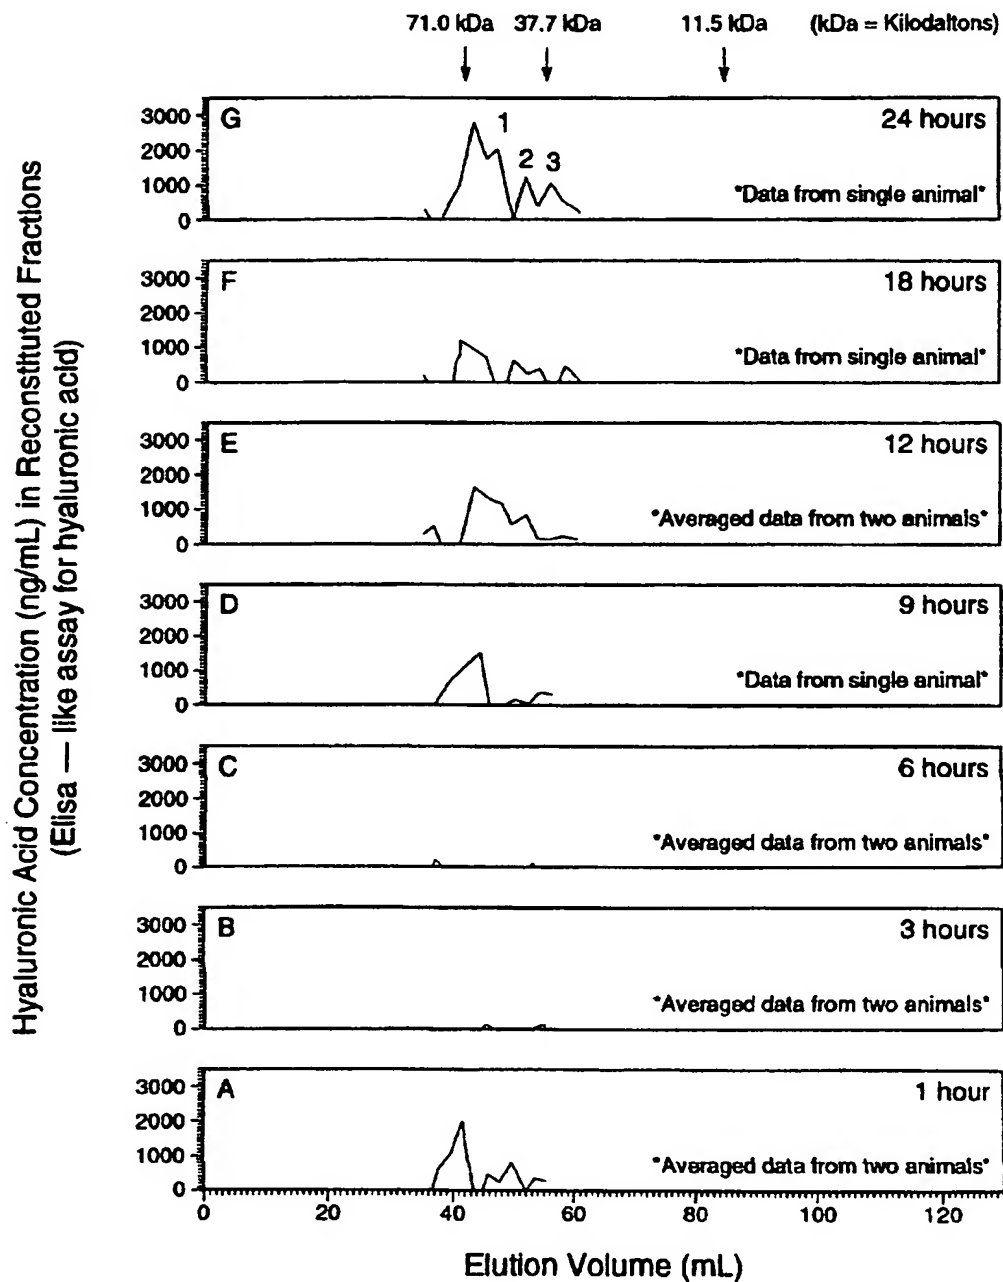 71.0 kDa 37.7 kDa 11.5 kDa (kDa = Kilodaltons)
Hyaluronic Acid Concentration (ng/mL) in Reconstituted Fractions
(Elisa — like assay for hyaluronic acid)
G 1 24 hours
3000
2000
2 3
1000
*Data from single animal*
0
F 18 hours
3000
2000
1000
*Data from single animal*
0
E 12 hours
3000
2000
1000
*Averaged data from two animals*
0
D 9 hours
3000
2000
1000
*Data from single animal*
0
C 6 hours
3000
2000
1000
*Averaged data from two animals*
0
B 3 hours
3000
2000
1000
*Averaged data from two animals*
0
A 1 hour
3000
2000
1000
*Averaged data from two animals*
0
0 20 40 60 80 100 120
Elution Volume (mL)